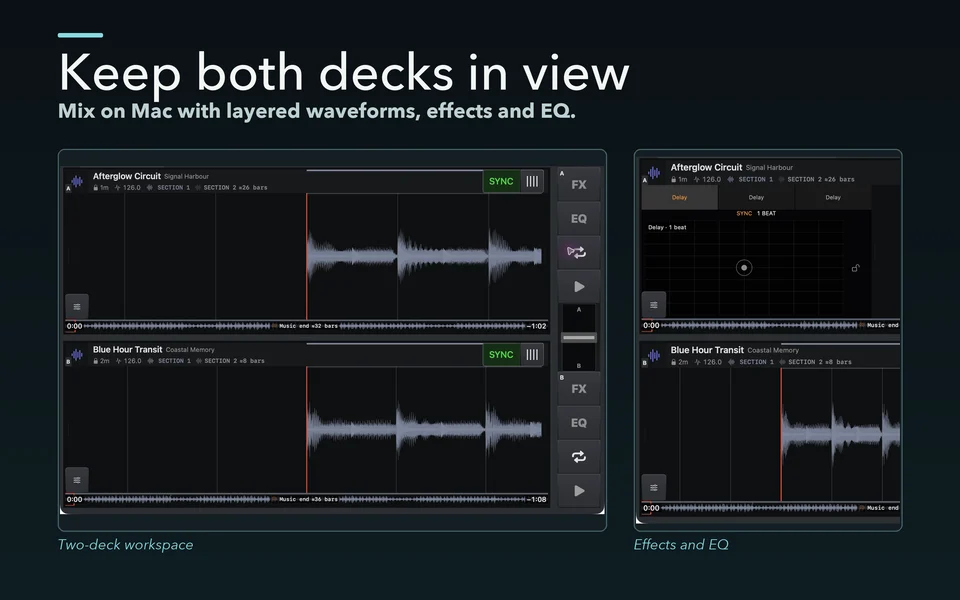 Keep both decks in view
Mix on Mac with layered waveforms, effects and EQ.
Afterglow Circuit Signal Harbour
A 1m 126.0 SECTION 1 SECTION 2 ≈26 bars
SYNC
0:00 Music end ≈32 bars −1:02
Blue Hour Transit Coastal Memory
B 2m 126.0 SECTION 1 SECTION 2 ≈8 bars
SYNC
0:00 Music end ≈36 bars −1:08
A
FX
EQ
A
B
B
FX
EQ
Two-deck workspace
Afterglow Circuit Signal Harbour
A 1m 126.0 SECTION 1 SECTION 2 ≈26 bars
Delay Delay Delay
SYNC 1 BEAT
Delay · 1 beat
0:00 Music end
Blue Hour Transit Coastal Memory
B 2m 126.0 SECTION 1 SECTION 2 ≈8 bars
0:00 Music end
Effects and EQ